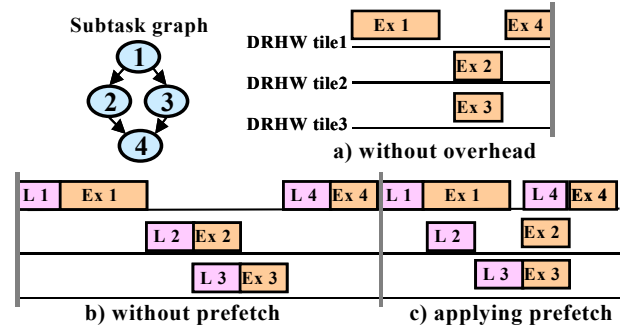 Subtask graph
1
2 3
4
Ex 1 Ex 4
DRHW tile1
Ex 2
DRHW tile2
Ex 3
DRHW tile3
a) without overhead
L 1 Ex 1 L 4 Ex 4 L 1 Ex 1 L 4 Ex 4
L 2 Ex 2 L 2 Ex 2
L 3 Ex 3 L 3 Ex 3
b) without prefetch c) applying prefetch